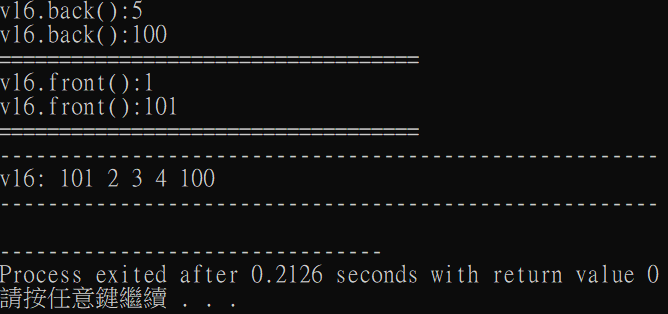 v16.back():5
v16.back():100
===================================
v16.front():1
v16.front():101
===================================
-------------------------------------------------------
v16: 101 2 3 4 100
-------------------------------------------------------
--------------------------------
Process exited after 0.2126 seconds with return value 0
請按任意鍵繼續 . . .